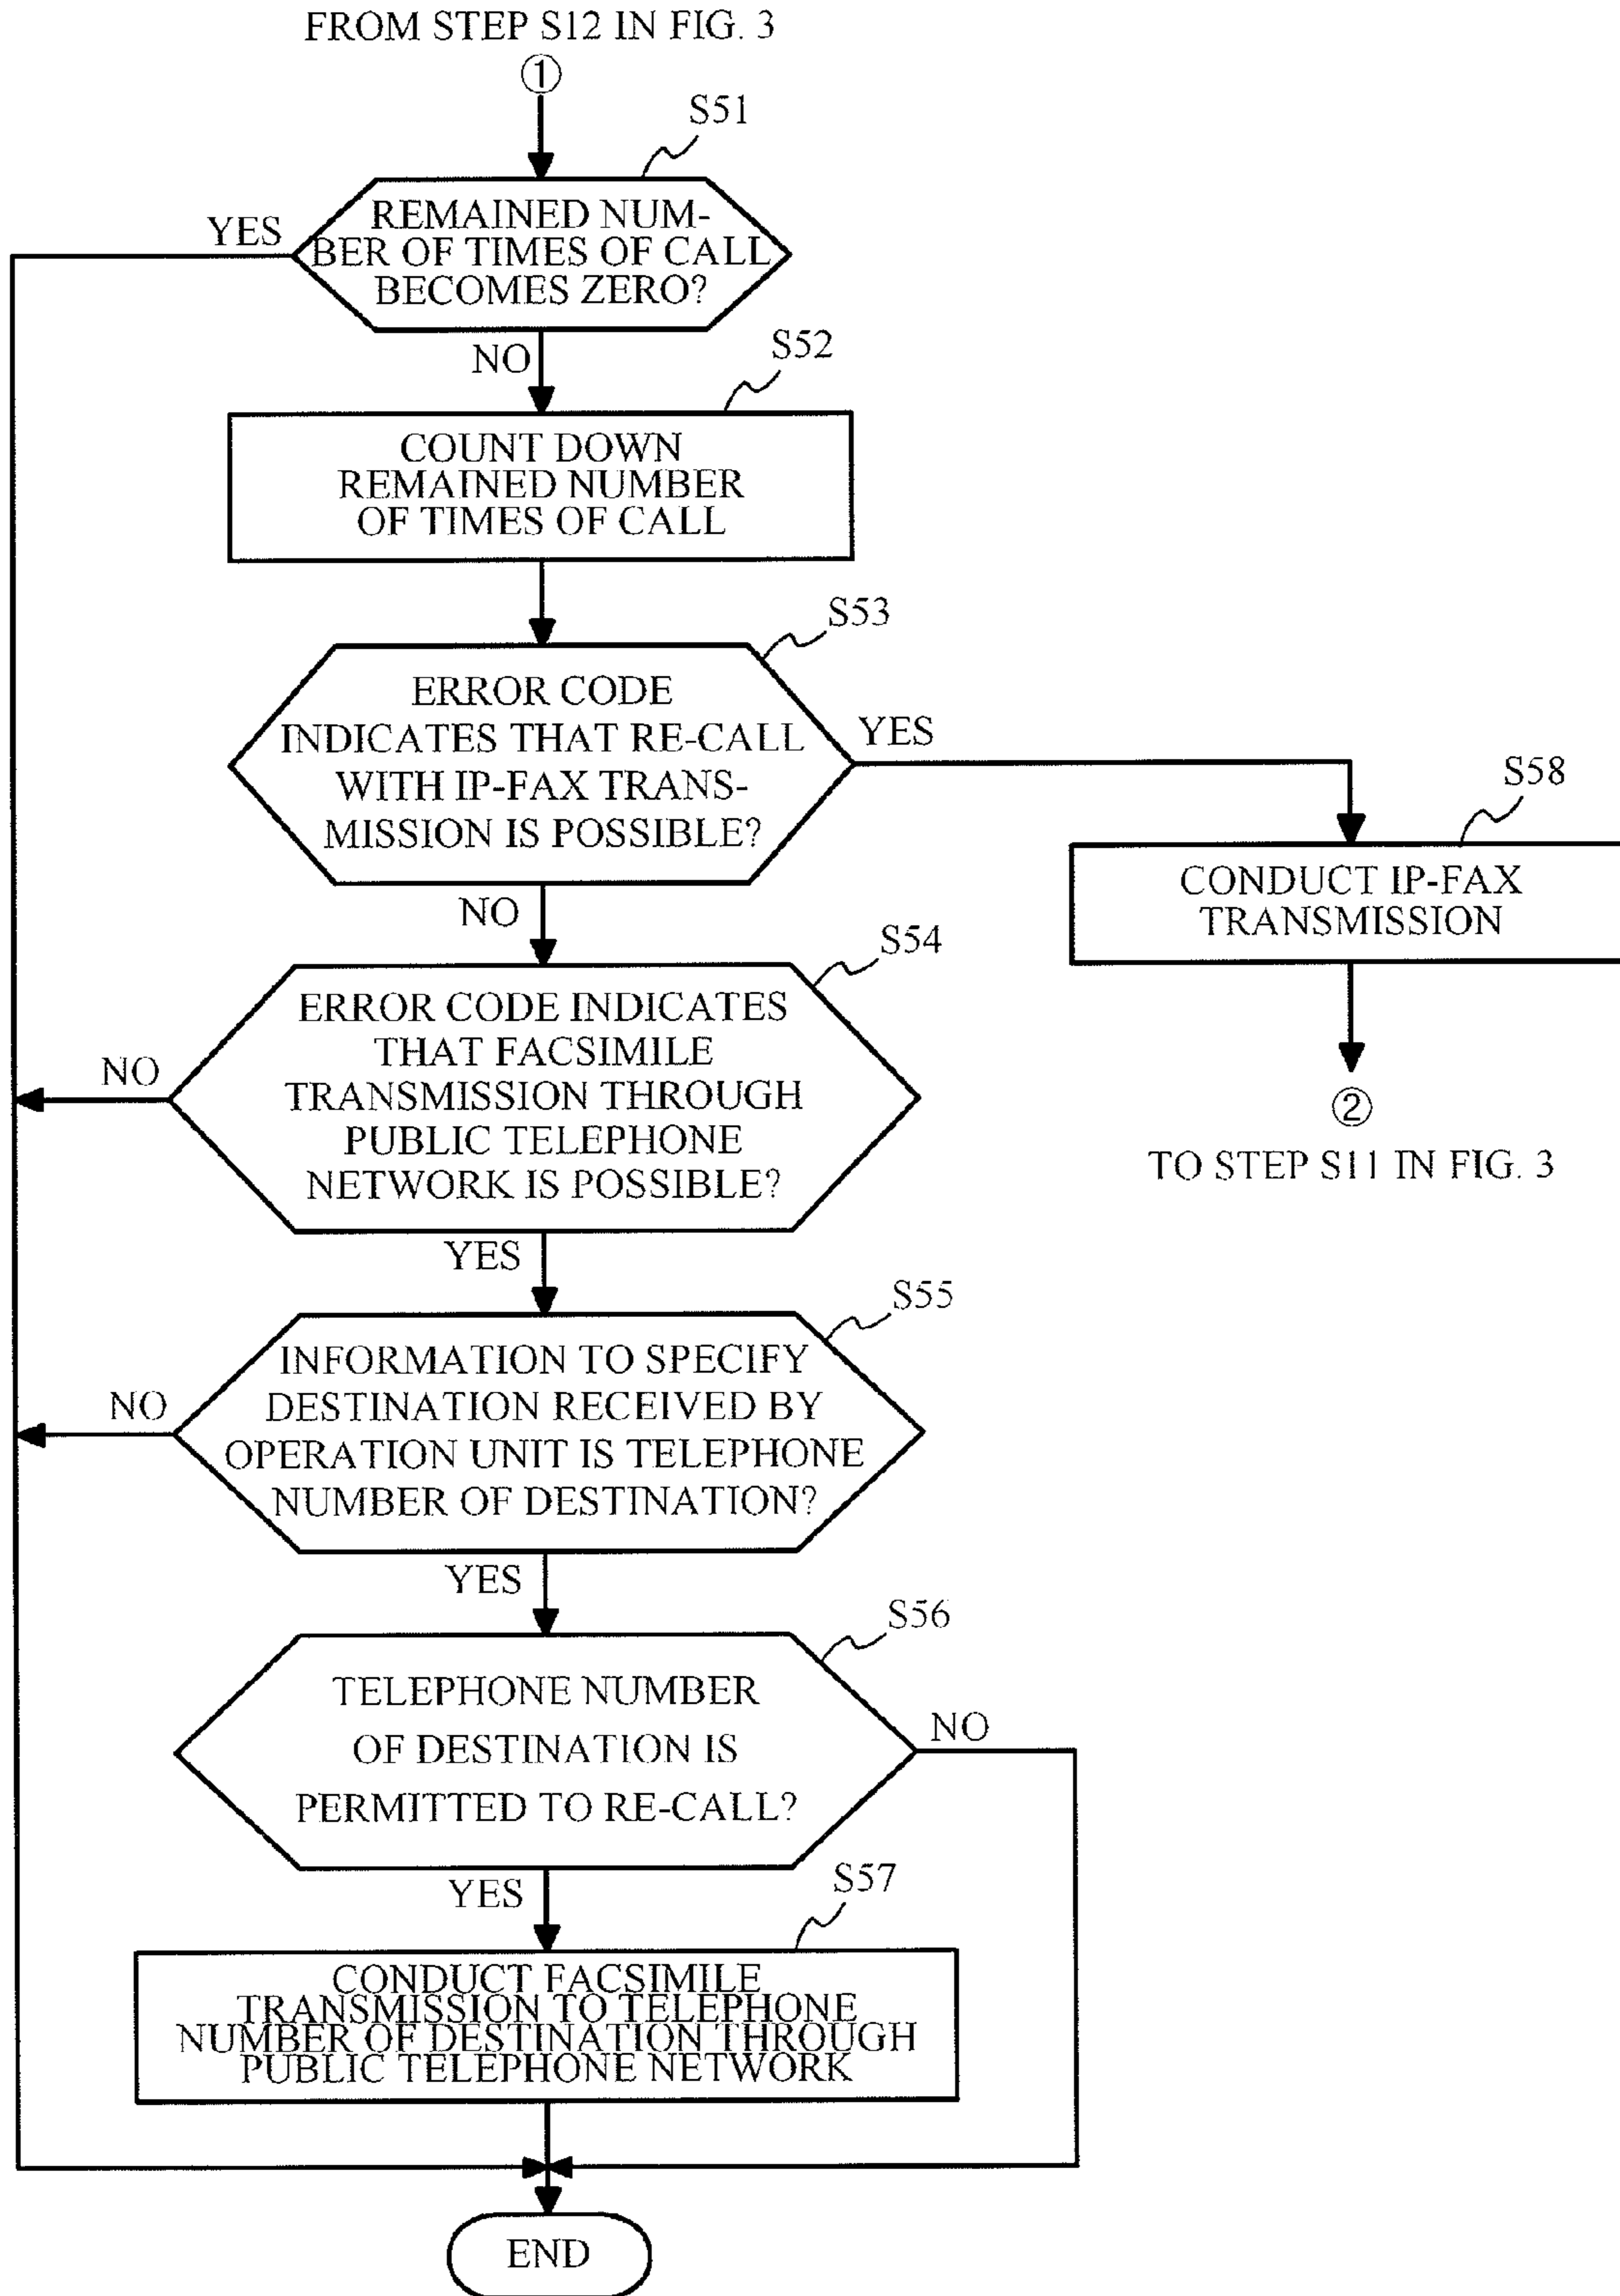 FROM STEP S12 IN FIG. 3
①
S51
REMAINED NUM-
BER OF TIMES OF CALL
BECOMES ZERO?
YES
NO
S52
COUNT DOWN
REMAINED NUMBER
OF TIMES OF CALL
S53
ERROR CODE
INDICATES THAT RE-CALL
WITH IP-FAX TRANS-
MISSION IS POSSIBLE?
YES
NO
S58
CONDUCT IP-FAX
TRANSMISSION
②
TO STEP S11 IN FIG. 3
S54
ERROR CODE INDICATES
THAT FACSIMILE
TRANSMISSION THROUGH
PUBLIC TELEPHONE
NETWORK IS POSSIBLE?
NO
YES
S55
INFORMATION TO SPECIFY
DESTINATION RECEIVED BY
OPERATION UNIT IS TELEPHONE
NUMBER OF DESTINATION?
NO
YES
S56
TELEPHONE NUMBER
OF DESTINATION IS
PERMITTED TO RE-CALL?
NO
YES
S57
CONDUCT FACSIMILE
TRANSMISSION TO TELEPHONE
NUMBER OF DESTINATION THROUGH
PUBLIC TELEPHONE NETWORK
END